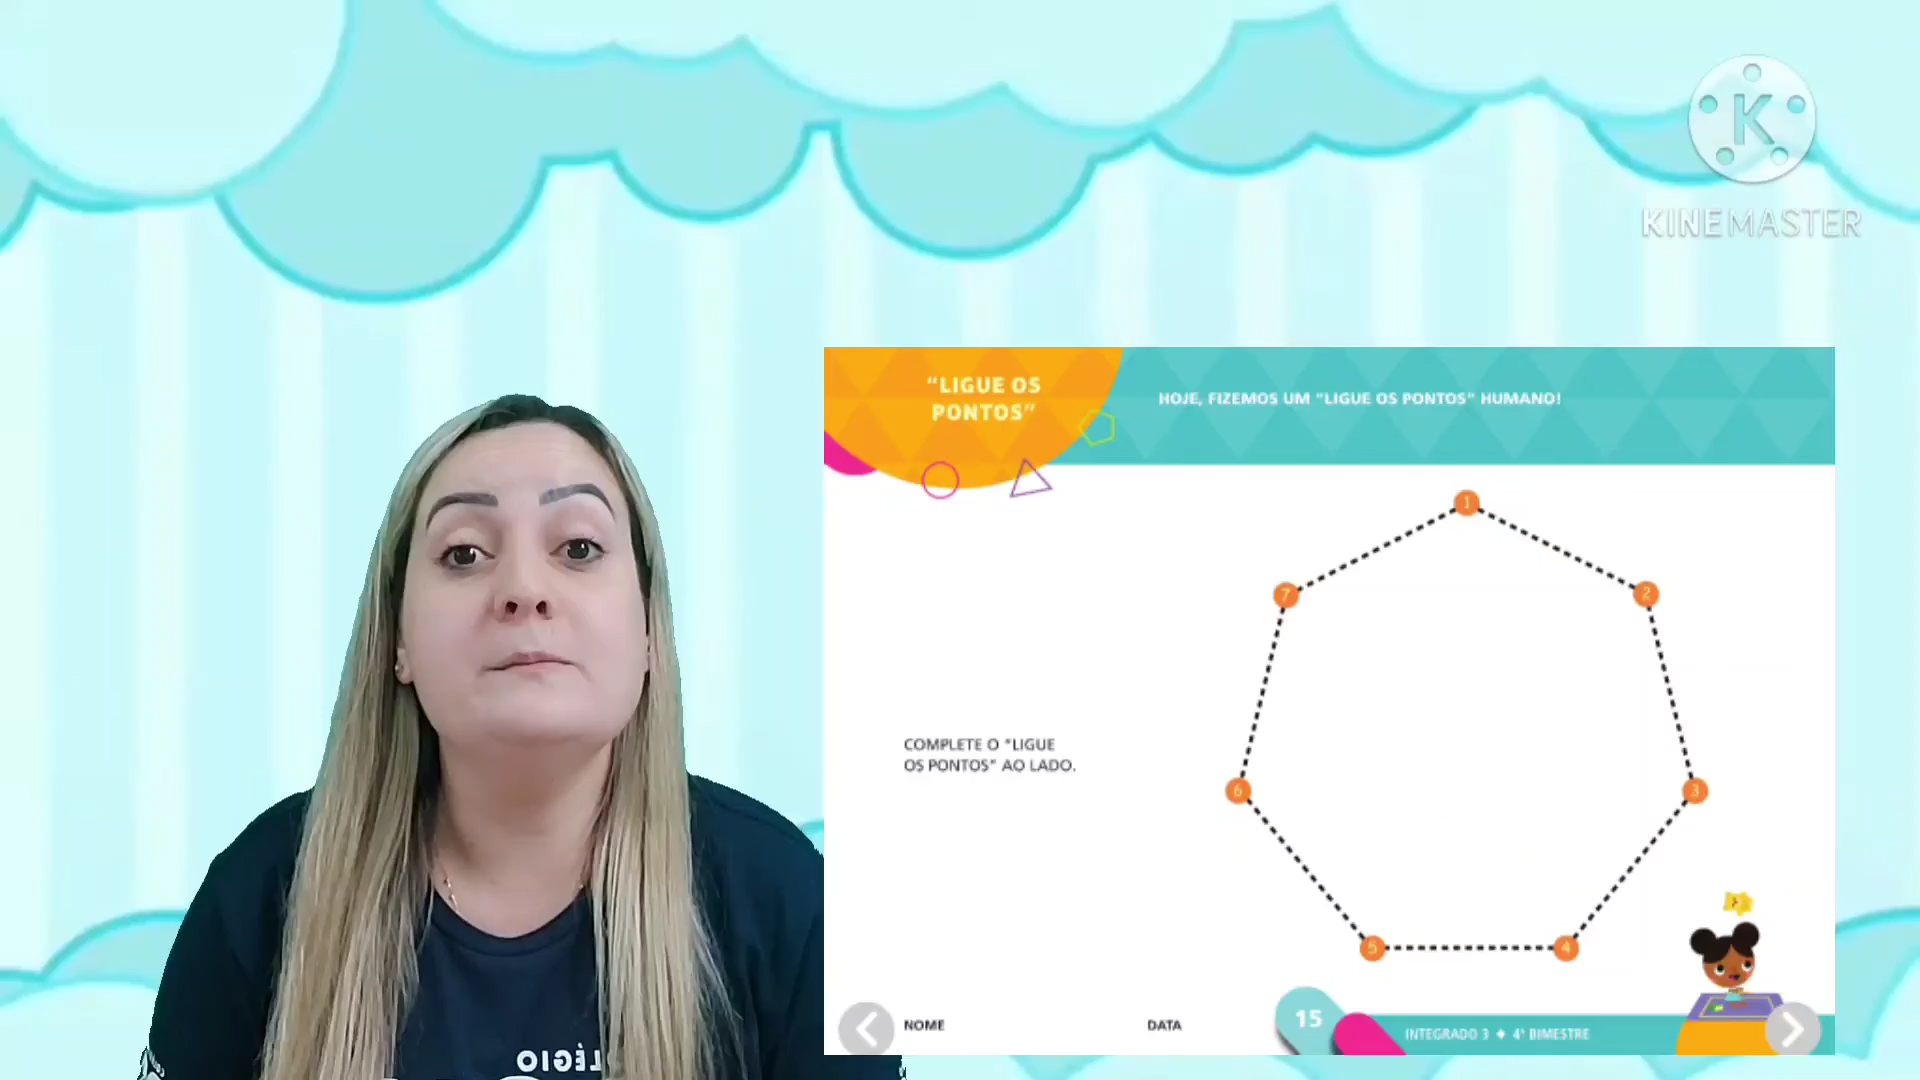 KINEMASTER
"LIGUE OS
PONTOS"
HOJE, FIZEMOS UM "LIGUE OS PONTOS" HUMANO!
1
7
2
COMPLETE O "LIGUE
OS PONTOS" AO LADO.
6
3
5
4
NOME
DATA
15
INTEGRADO 3 ♦ 4º BIMESTRE